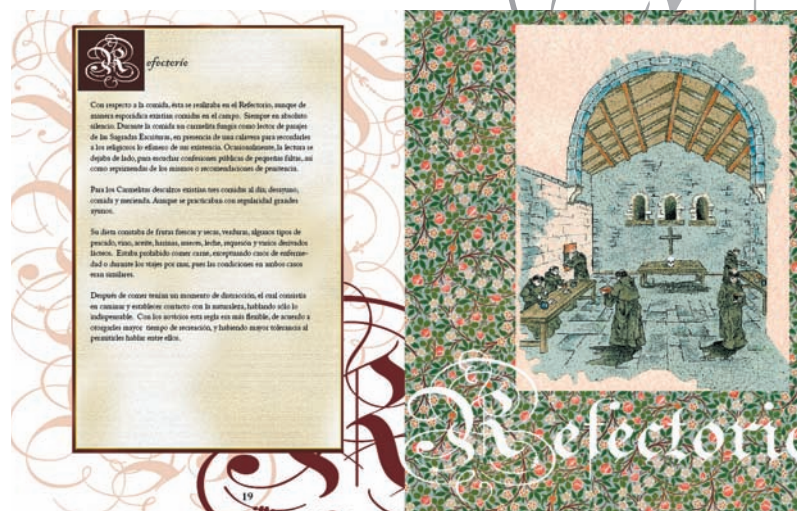 Refectorio
Con respecto a la comida, ésta se realizaba en el Refectorio, aunque de
manera esporádica existían comidas en el campo. Siempre en absoluto
silencio. Durante la comida un carmelita fungía como lector de pasajes
de las Sagradas Escrituras, en presencia de una calavera para recordarles
a los religiosos lo efímero de sus existencia. Ocasionalmente, la lectura se
dejaba de lado, para escuchar confesiones públicas de pequeñas faltas, así
como reprimendas de los mismos o recomendaciones de penitencia.
Para los Carmelitas descalzos existían tres comidas al día; desayuno,
comida y merienda. Aunque se practicaban con regularidad grandes
ayunos.
Su dieta constaba de frutas frescas y secas, verduras, algunos tipos de
pescado, vino, aceite, harinas, nueces, leche, requesón y varios derivados
lácteos. Estaba prohibido comer carne, exceptuando casos de enferme-
dad o durante los viajes por mar, pues las condiciones en ambos casos
eran similares.
Después de comer tenían un momento de distracción, el cual consistía
en caminar y establecer contacto con la naturaleza, hablando sólo lo
indispensable. Con los novicios esta regla era más flexible, de acuerdo a
otorgarles mayor tiempo de recreación, y habiendo mayor tolerancia al
permitirles hablar entre ellos.
19
Refectorio